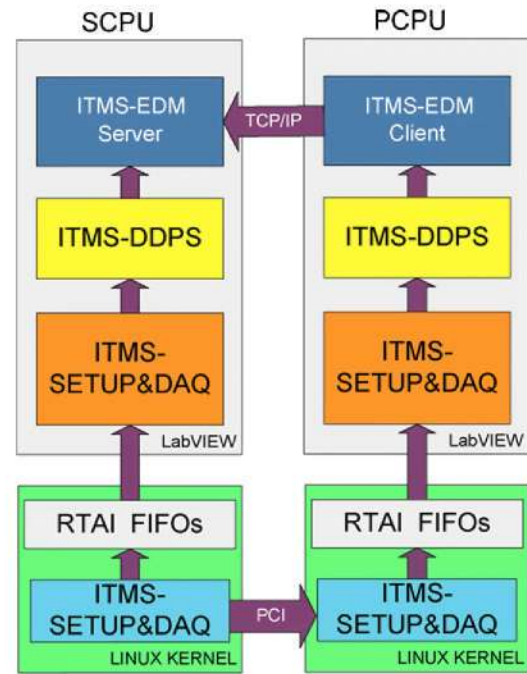 SCPU
PCPU
ITMS-EDM
Server
TCP/IP
ITMS-EDM
Client
ITMS-DDPS
ITMS-DDPS
ITMS-
SETUP&DAQ
LabVIEW
ITMS-
SETUP&DAQ
LabVIEW
RTAI FIFOs
RTAI FIFOs
ITMS-
SETUP&DAQ
LINUX KERNEL
PCI
ITMS-
SETUP&DAQ
LINUX KERNEL